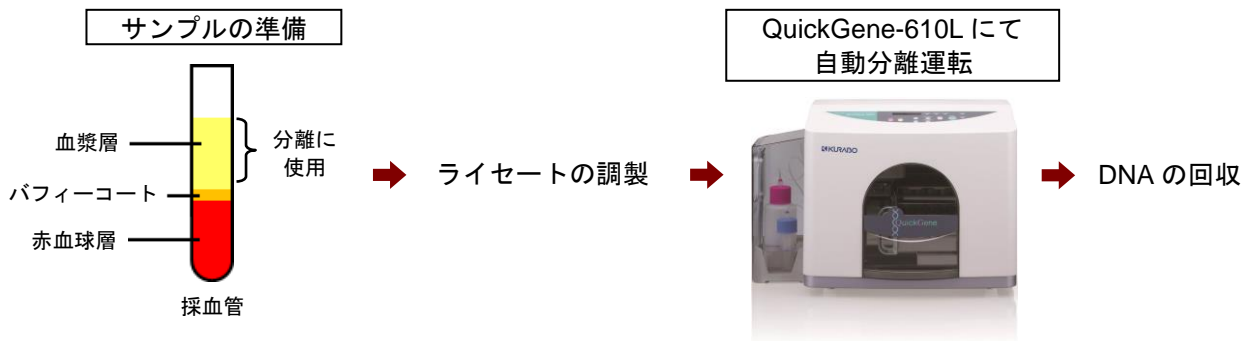 サンプルの準備
血漿層
バフィーコート
赤血球層
分離に
使用
採血管
ライセートの調製
QuickGene-610L にて
自動分離運転
KURABO
QuickGene
DNA の回収